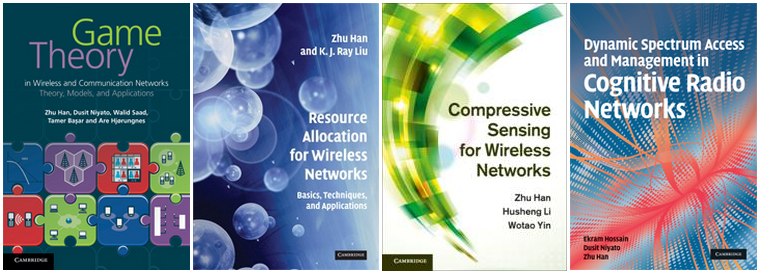 Game
Theory
in Wireless and Communication Networks
Theory, Models, and Applications
Zhu Han, Dusit Niyato, Walid Saad,
Tamer Başar and Are Hjørungnes
CAMBRIDGE
Zhu Han
and K. J. Ray Liu
Resource
Allocation
for Wireless
Networks
Basics, Techniques,
and Applications
CAMBRIDGE
Compressive
Sensing
for Wireless
Networks
Zhu Han
Husheng Li
Wotao Yin
CAMBRIDGE
Dynamic Spectrum Access
and Management in
Cognitive Radio
Networks
Ekram Hossain
Dusit Niyato
Zhu Han
CAMBRIDGE